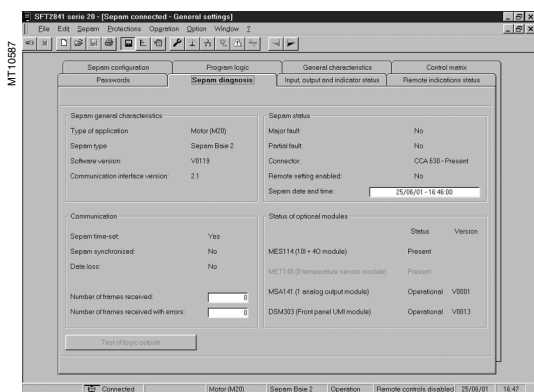 SFT2841 serie 20 - [Sepam connected - General settings]
File Edit Sepam Protections Opgration Option Window ?
MT10587
Sepam configuration Program logic General characteristics Control matrix
Passwords Sepam diagnosis Input, output and indicator status Remote indications status
Sepam general characteristics
Type of application Motor (M20)
Sepam type Sepam Baie 2
Software version: V0119
Communication interface version: 2.1
Sepam status
Major fault: No
Partial fault: No
Connector: CCA 630 - Present
Remote setting enabled: No
Sepam date and time: 25/06/01 - 16:46:00
Communication
Sepam time-set: Yes
Sepam synchronized: No
Data loss: No
Number of frames received: 0
Number of frames received with errors: 0
Status of optional modules
Status Version
MES114 (10I + 4O module) Present
MET148 (8 temperature sensor module) Present
MSA141 (1 analog output module) Operational V0001
DSM303 (Front panel UMI module) Operational V0013
Test of logic outputs
Connected Motor (M20) Sepam Baie 2 Operation Remote controls disabled 25/06/01 16:47